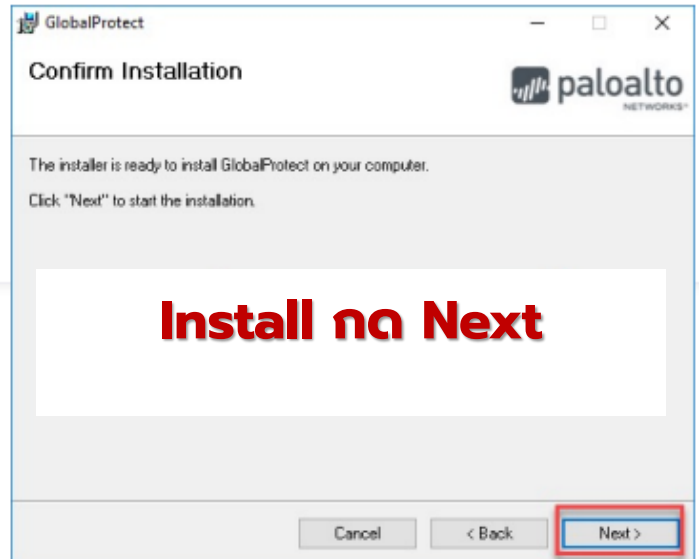 GlobalProtect
Confirm Installation
paloalto
NETWORKS®
The installer is ready to install GlobalProtect on your computer.
Click "Next" to start the installation.
Install กด Next
Cancel
< Back
Next >